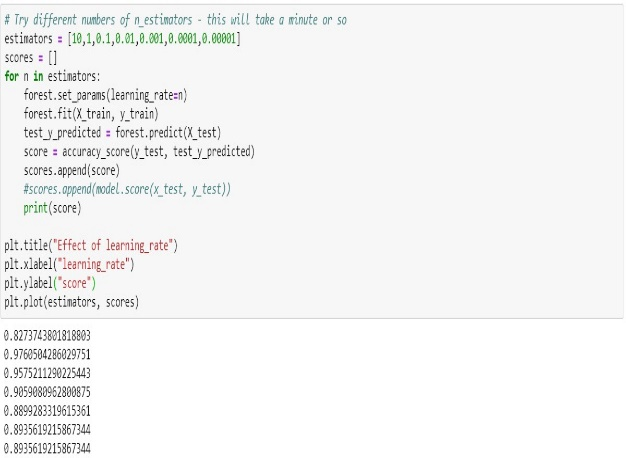 # Try different numbers of n_estimators - this will take a minute or so
estimators = [10,1,0.1,0.01,0.001,0.0001,0.00001]
scores = []
for n in estimators:
    forest.set_params(learning_rate=n)
    forest.fit(X_train, y_train)
    test_y_predicted = forest.predict(X_test)
    score = accuracy_score(y_test, test_y_predicted)
    scores.append(score)
    #scores.append(model.score(x_test, y_test))
    print(score)

plt.title("Effect of learning_rate")
plt.xlabel("learning_rate")
plt.ylabel("score")
plt.plot(estimators, scores)
0.8273743801818803
0.9760504286029751
0.9575211290225443
0.9059080962800875
0.8899283319615361
0.8935619215867344
0.8935619215867344